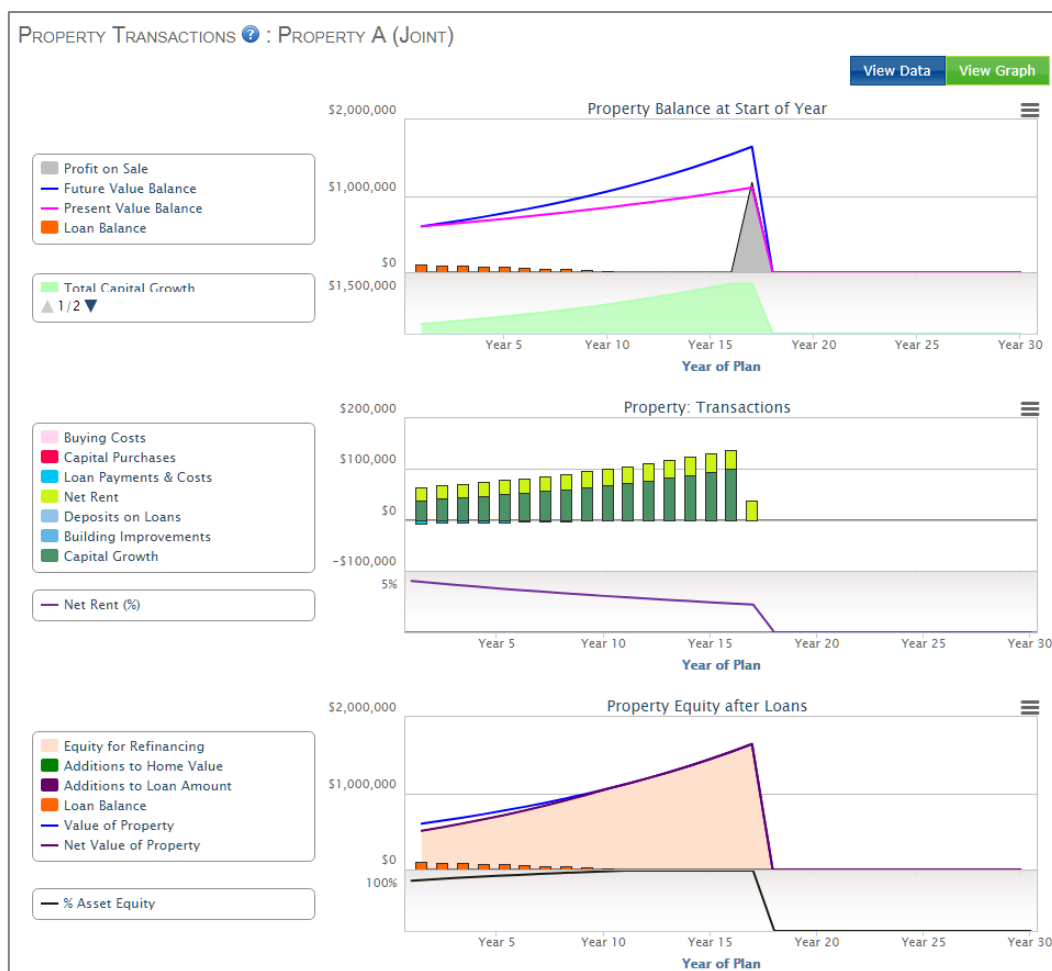 PROPERTY TRANSACTIONS ? : PROPERTY A (JOINT)
View Data View Graph
Property Balance at Start of Year
$2,000,000
$1,000,000
$0
$1,500,000
Profit on Sale
Future Value Balance
Present Value Balance
Loan Balance
Total Capital Growth
1/2
Year 5 Year 10 Year 15 Year 20 Year 25 Year 30
Year of Plan
Property: Transactions
$200,000
$100,000
$0
-$100,000
5%
Buying Costs
Capital Purchases
Loan Payments & Costs
Net Rent
Deposits on Loans
Building Improvements
Capital Growth
Net Rent (%)
Year 5 Year 10 Year 15 Year 20 Year 25 Year 30
Year of Plan
Property Equity after Loans
$2,000,000
$1,000,000
$0
100%
Equity for Refinancing
Additions to Home Value
Additions to Loan Amount
Loan Balance
Value of Property
Net Value of Property
% Asset Equity
Year 5 Year 10 Year 15 Year 20 Year 25 Year 30
Year of Plan